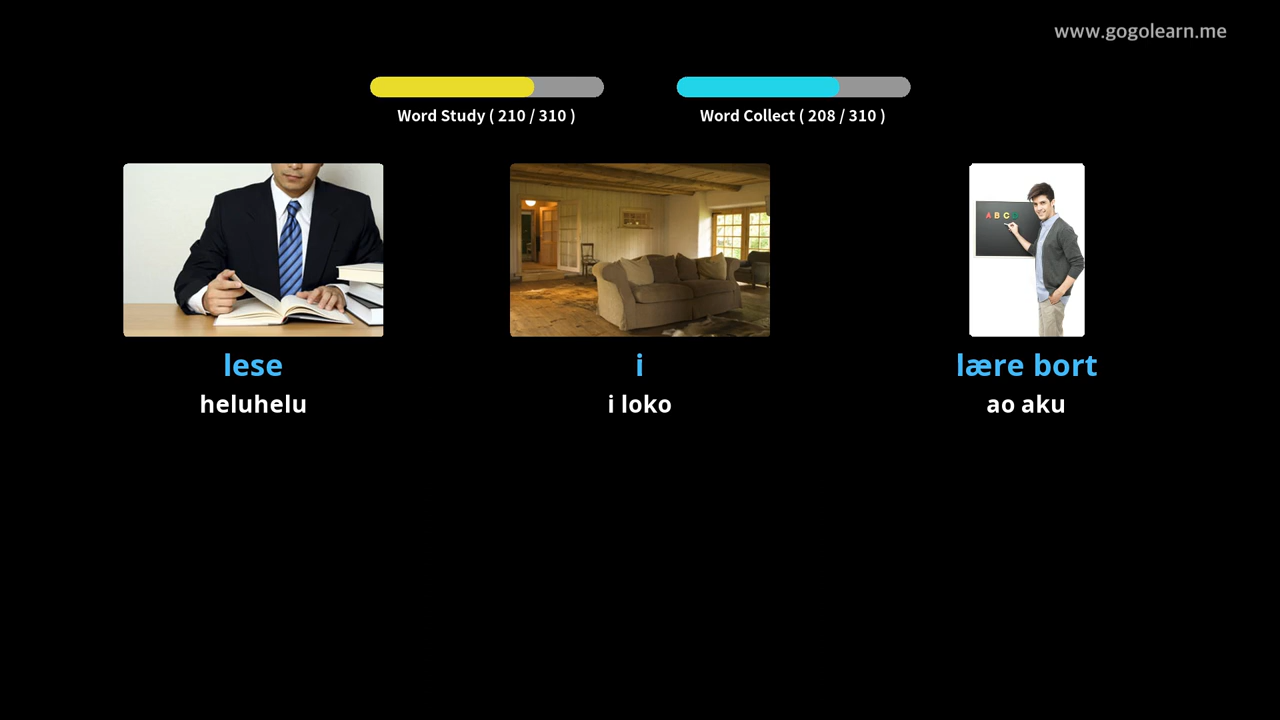 www.gogolearn.me
Word Study ( 210 / 310 )
Word Collect ( 208 / 310 )
A B C D
lese
i
lære bort
heluhelu
i loko
ao aku